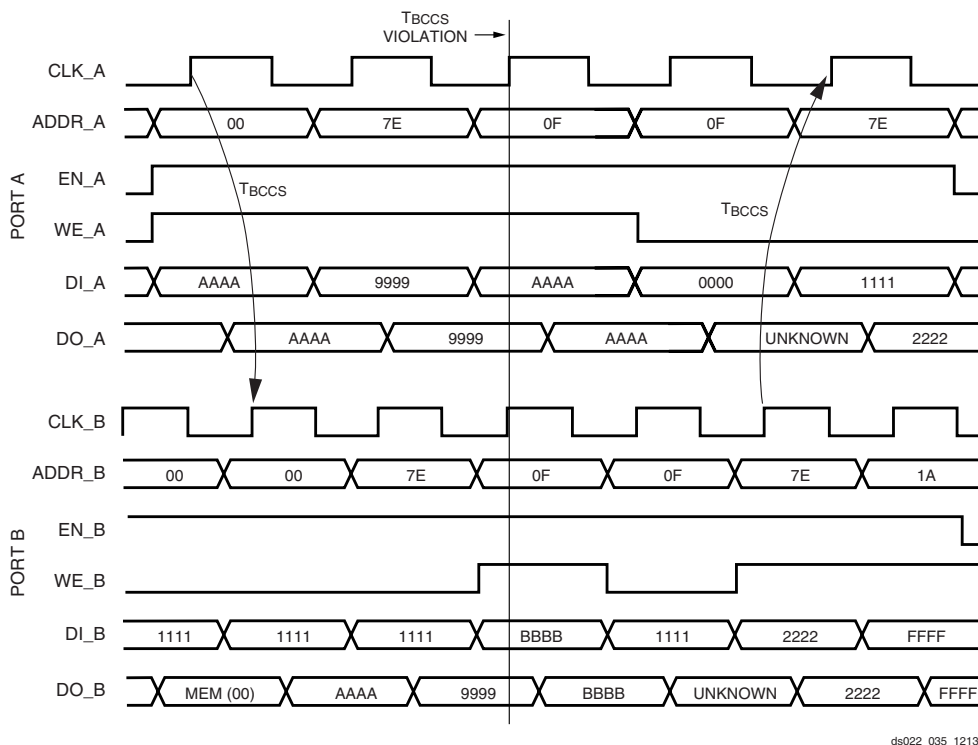 TBCCS
VIOLATION
CLK_A
ADDR_A 00 7E 0F 0F 7E
PORT A
EN_A
TBCCS
TBCCS
WE_A
DI_A AAAA 9999 AAAA 0000 1111
DO_A AAAA 9999 AAAA UNKNOWN 2222
CLK_B
ADDR_B 00 00 7E 0F 0F 7E 1A
PORT B
EN_B
WE_B
DI_B 1111 1111 1111 BBBB 1111 2222 FFFF
DO_B MEM (00) AAAA 9999 BBBB UNKNOWN 2222 FFFF
ds022_035_1213